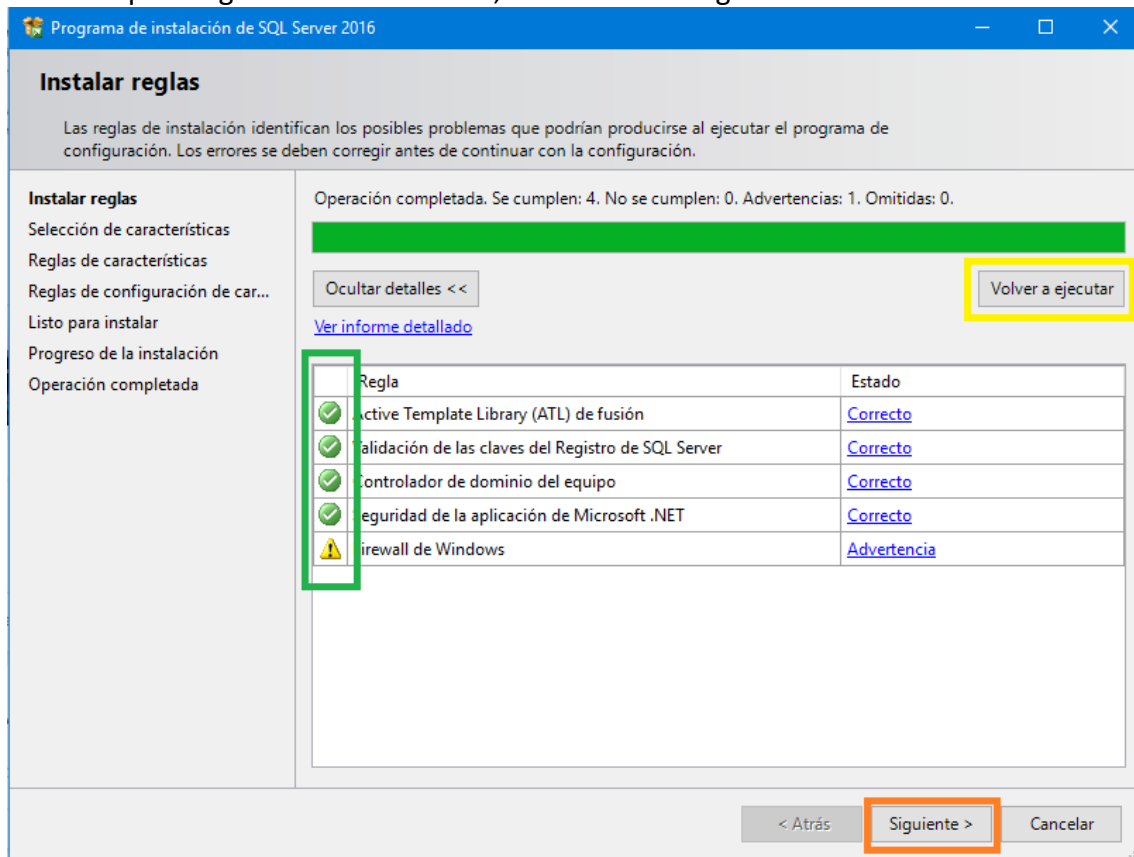 Programa de instalación de SQL Server 2016
Instalar reglas
Las reglas de instalación identifican los posibles problemas que podrían producirse al ejecutar el programa de
configuración. Los errores se deben corregir antes de continuar con la configuración.
Instalar reglas
Selección de características
Reglas de características
Reglas de configuración de car...
Listo para instalar
Progreso de la instalación
Operación completada
Operación completada. Se cumplen: 4. No se cumplen: 0. Advertencias: 1. Omitidas: 0.
Ocultar detalles <<
Volver a ejecutar
Ver informe detallado
Regla Estado
Active Template Library (ATL) de fusión Correcto
Validación de las claves del Registro de SQL Server Correcto
Controlador de dominio del equipo Correcto
Seguridad de la aplicación de Microsoft .NET Correcto
Firewall de Windows Advertencia
< Atrás Siguiente > Cancelar